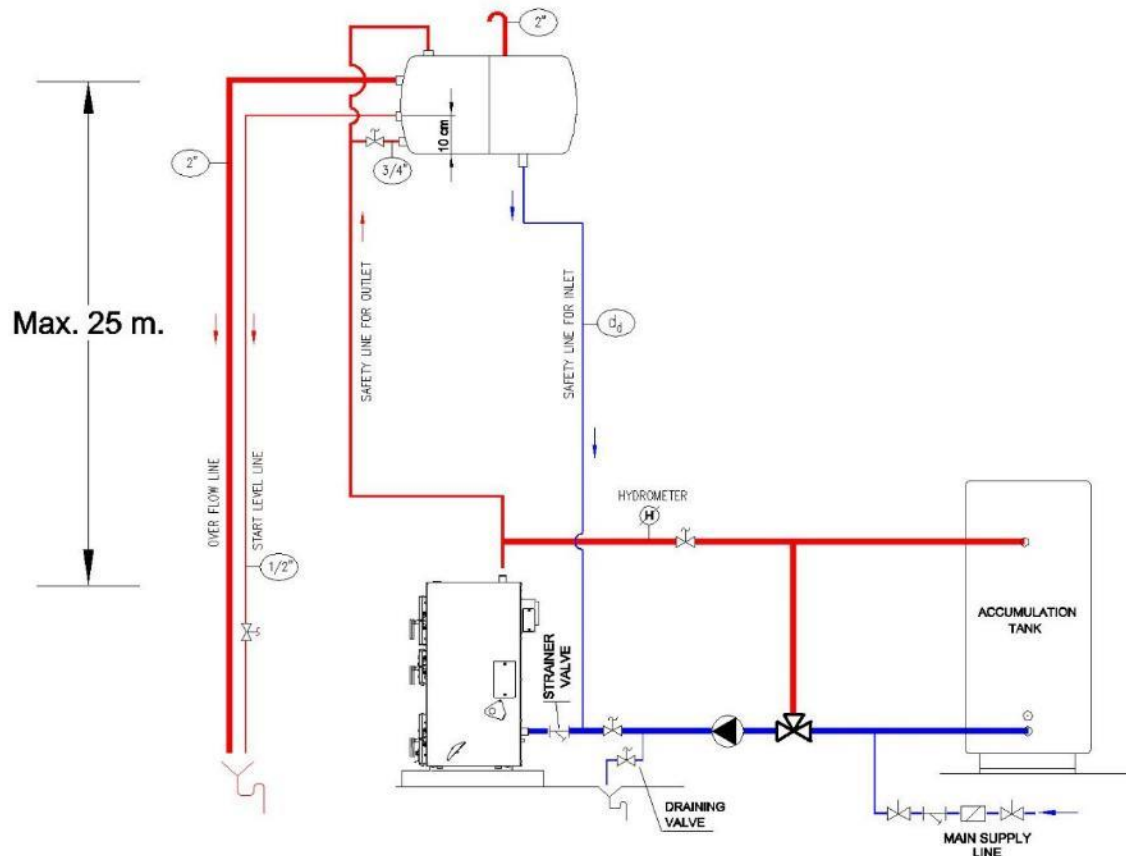 2"
10 cm
2"
3/4"
SAFETY LINE FOR OUTLET
SAFETY LINE FOR INLET
d_d
Max. 25 m.
OVER FLOW LINE
START LEVEL LINE
1/2"
HYDROMETER
H
ACCUMULATION
TANK
STRAINER
VALVE
DRAINING
VALVE
MAIN SUPPLY
LINE